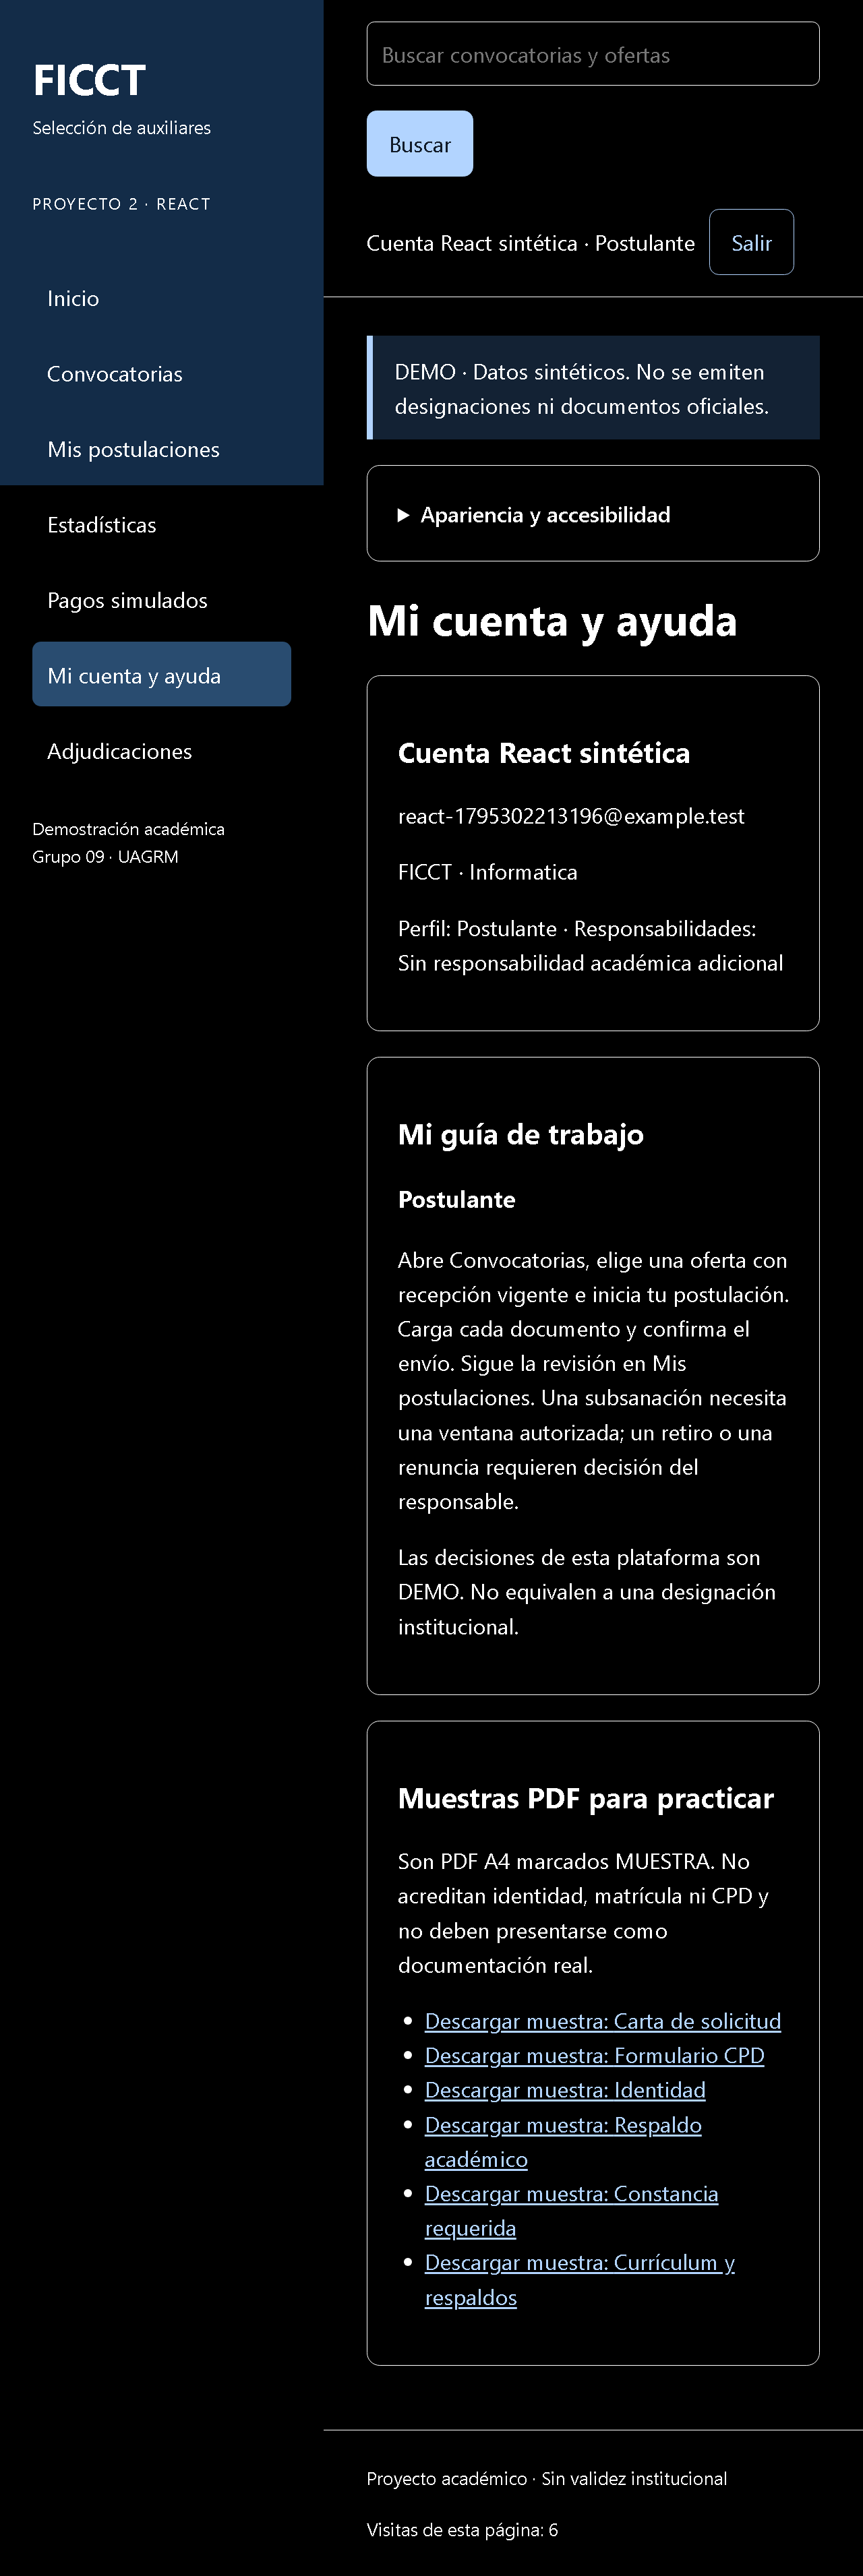 FICCT
Selección de auxiliares
PROYECTO 2 · REACT
Inicio
Convocatorias
Mis postulaciones
Estadísticas
Pagos simulados
Mi cuenta y ayuda
Adjudicaciones
Demostración académica
Grupo 09 · UAGRM
Buscar convocatorias y ofertas
Buscar
Cuenta React sintética · Postulante
Salir
DEMO · Datos sintéticos. No se emiten
designaciones ni documentos oficiales.
▶ Apariencia y accesibilidad
Mi cuenta y ayuda
Cuenta React sintética
react-1795302213196@example.test
FICCT · Informatica
Perfil: Postulante · Responsabilidades:
Sin responsabilidad académica adicional
Mi guía de trabajo
Postulante
Abre Convocatorias, elige una oferta con
recepción vigente e inicia tu postulación.
Carga cada documento y confirma el
envío. Sigue la revisión en Mis
postulaciones. Una subsanación necesita
una ventana autorizada; un retiro o una
renuncia requieren decisión del
responsable.
Las decisiones de esta plataforma son
DEMO. No equivalen a una designación
institucional.
Muestras PDF para practicar
Son PDF A4 marcados MUESTRA. No
acreditan identidad, matrícula ni CPD y
no deben presentarse como
documentación real.
• Descargar muestra: Carta de solicitud
• Descargar muestra: Formulario CPD
• Descargar muestra: Identidad
• Descargar muestra: Respaldo
académico
• Descargar muestra: Constancia
requerida
• Descargar muestra: Currículum y
respaldos
Proyecto académico · Sin validez institucional
Visitas de esta página: 6